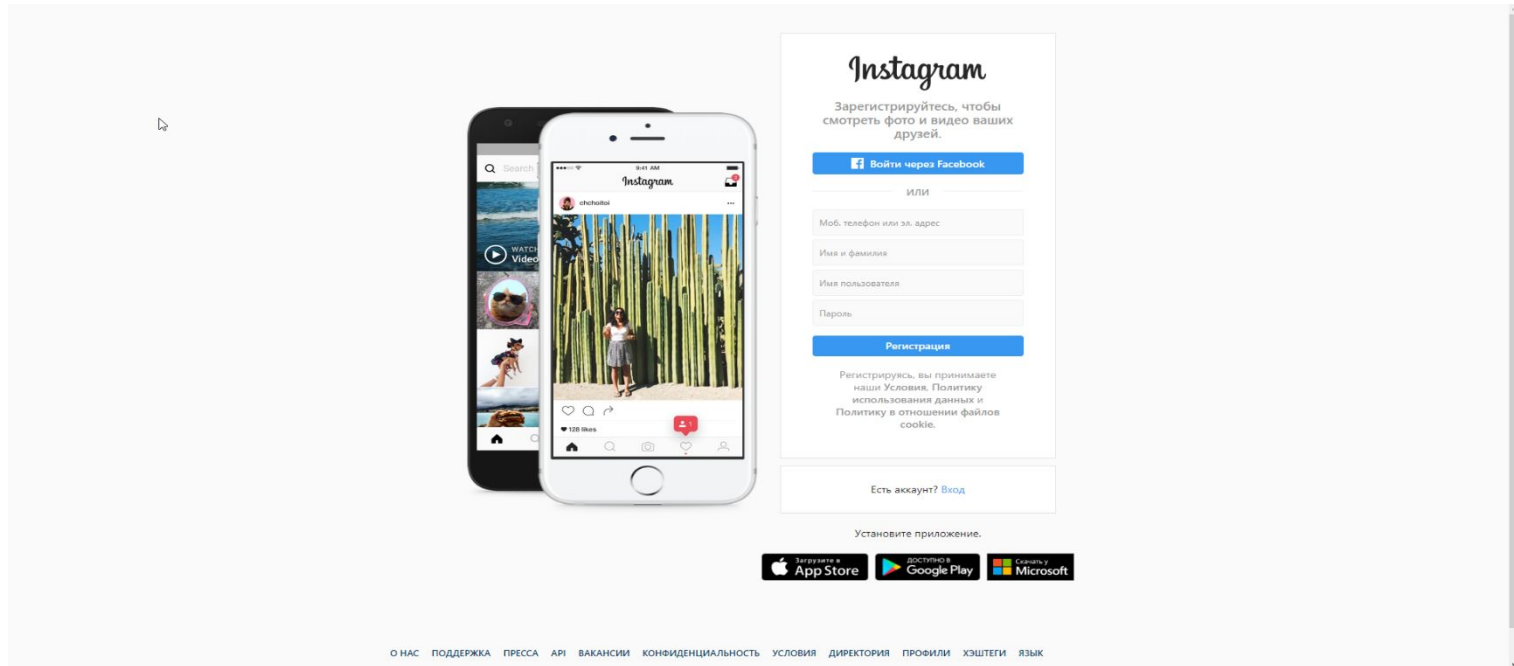 Instagram
Зарегистрируйтесь, чтобы
смотреть фото и видео ваших
друзей.
Войти через Facebook
ИЛИ
Моб. телефон или эл. адрес
Имя и фамилия
Имя пользователя
Пароль
Регистрация
Регистрируясь, вы принимаете
наши Условия, Политику
использования данных и
Политику в отношении файлов
cookie.
Есть аккаунт? Вход
Установите приложение.
Загрузите в
App Store
ДОСТУПНО В
Google Play
Скачать у
Microsoft
Search
WATCH
Video
9:41 AM
Instagram
2
chchoitoi
128 likes
1
О НАС ПОДДЕРЖКА ПРЕССА API ВАКАНСИИ КОНФИДЕНЦИАЛЬНОСТЬ УСЛОВИЯ ДИРЕКТОРИЯ ПРОФИЛИ ХЭШТЕГИ ЯЗЫК